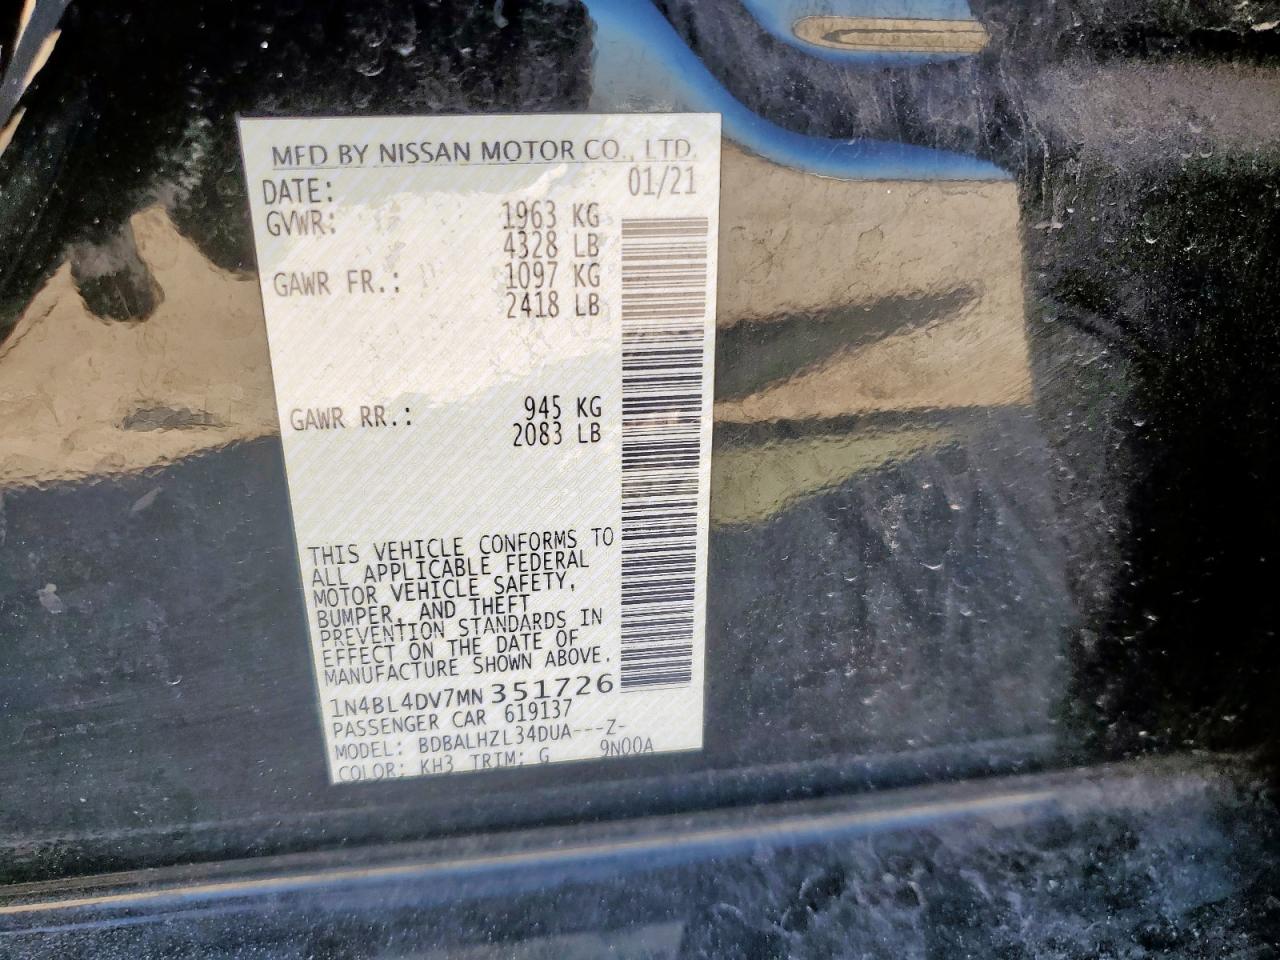 MFD BY NISSAN MOTOR CO., LTD.
DATE: 01/21
GVWR: 1963 KG
4328 LB
GAWR FR.: 1097 KG
2418 LB
GAWR RR.: 945 KG
2083 LB
THIS VEHICLE CONFORMS TO
ALL APPLICABLE FEDERAL
MOTOR VEHICLE SAFETY,
BUMPER, AND THEFT
PREVENTION STANDARDS IN
EFFECT ON THE DATE OF
MANUFACTURE SHOWN ABOVE.
1N4BL4DV7MN351726
PASSENGER CAR 619137
MODEL: BDBALHZL34DUA---Z-
COLOR: KH3 TRIM: G 9N00A